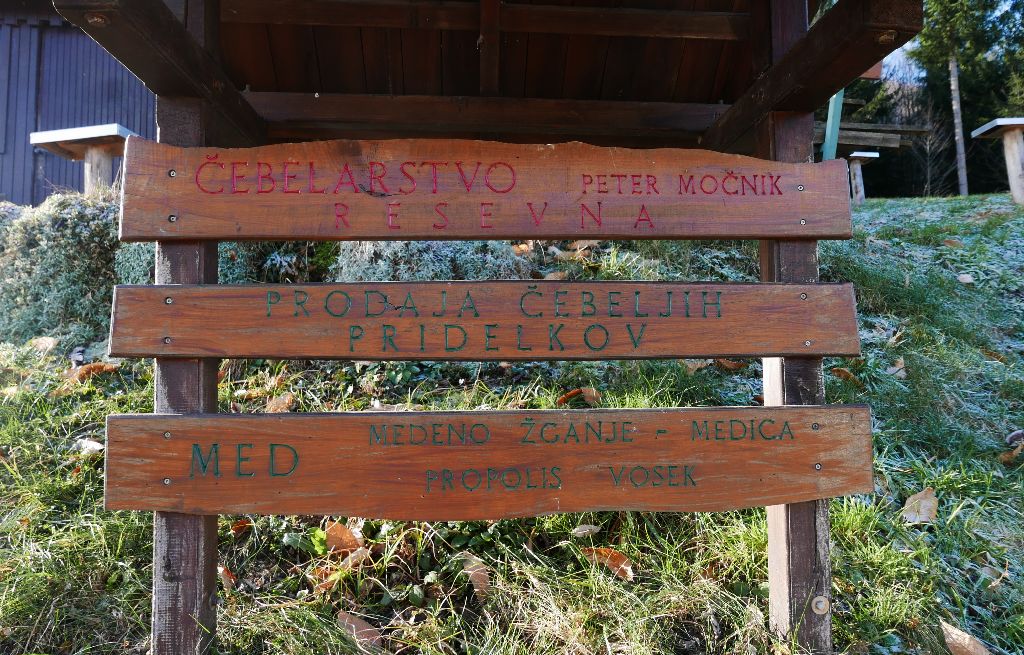 ČEBELARSTVO PETER MOČNIK
RESEVNA
PRODAJA ČEBELJIH
PRIDELKOV
MED MEDENO ŽGANJE - MEDICA
PROPOLIS VOSEK